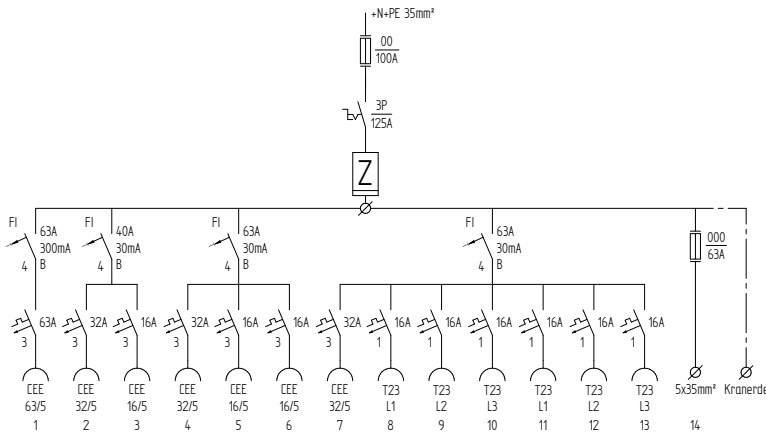 +N+PE 35mm²
00
100A
3P
125A
Z
FI 63A
300mA
4 B
FI 40A
30mA
4 B
FI 63A
30mA
4 B
FI 63A
30mA
4 B
000
63A
63A 32A 16A 32A 16A 16A 32A 16A 16A 16A 16A 16A 16A
3 3 3 3 3 3 3 1 1 1 1 1 1
CEE CEE CEE CEE CEE CEE CEE T23 T23 T23 T23 T23 T23 5x35mm² Kranerde
63/5 32/5 16/5 32/5 16/5 16/5 32/5 L1 L2 L3 L1 L2 L3
1 2 3 4 5 6 7 8 9 10 11 12 13 14